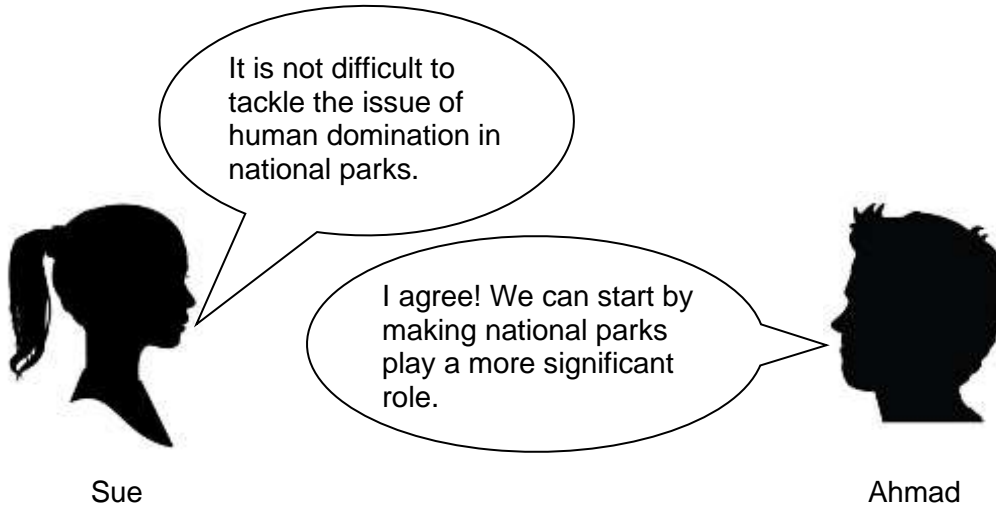 It is not difficult to
tackle the issue of
human domination in
national parks.
I agree! We can start by
making national parks
play a more significant
role.
Sue
Ahmad